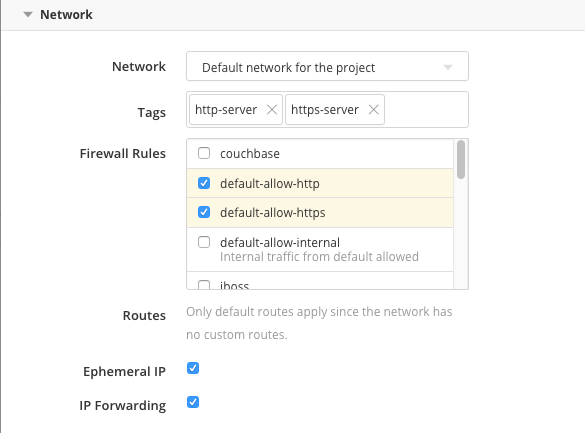 Network
Network
Default network for the project
Tags
http-server
https-server
Firewall Rules
couchbase
default-allow-http
default-allow-https
default-allow-internal
Internal traffic from default allowed
jboss
Routes
Only default routes apply since the network has
no custom routes.
Ephemeral IP
IP Forwarding